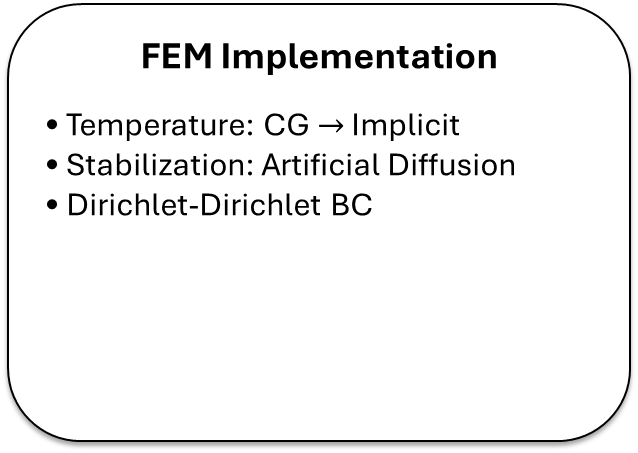 FEM Implementation
• Temperature: CG → Implicit
• Stabilization: Artificial Diffusion
• Dirichlet-Dirichlet BC